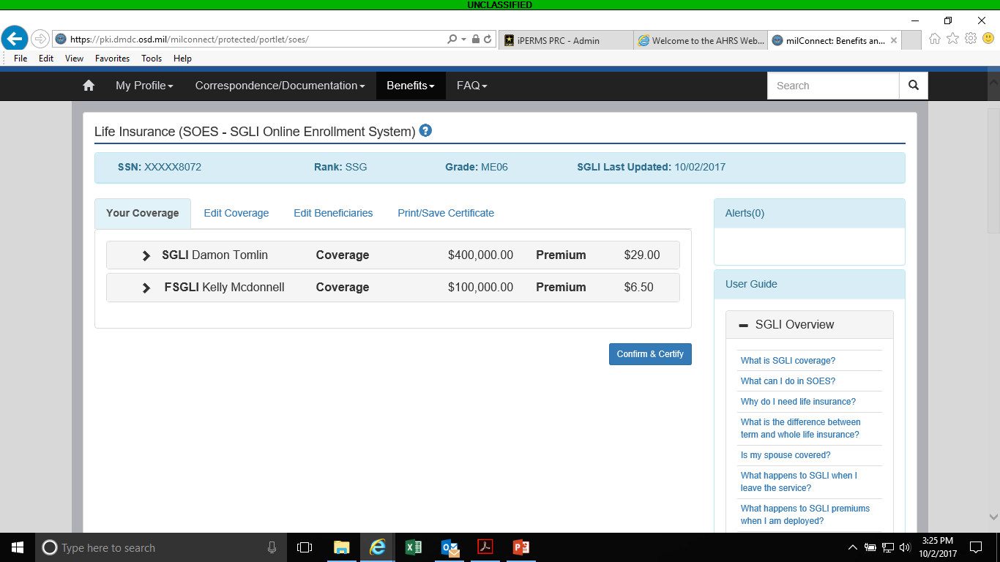 UNCLASSIFIED
https://pki.dmdc.osd.mil/milconnect/protected/portlet/soes/
iPERMS PRC - Admin
Welcome to the AHRS Web...
milConnect: Benefits an...
File Edit View Favorites Tools Help
My Profile Correspondence/Documentation Benefits FAQ Search
Life Insurance (SOES - SGLI Online Enrollment System) ?
SSN: XXXXX8072 Rank: SSG Grade: ME06 SGLI Last Updated: 10/02/2017
Your Coverage Edit Coverage Edit Beneficiaries Print/Save Certificate
SGLI Damon Tomlin Coverage $400,000.00 Premium $29.00
FSGLI Kelly Mcdonnell Coverage $100,000.00 Premium $6.50
Confirm & Certify
Alerts(0)
User Guide
SGLI Overview
What is SGLI coverage?
What can I do in SOES?
Why do I need life insurance?
What is the difference between
term and whole life insurance?
Is my spouse covered?
What happens to SGLI when I
leave the service?
What happens to SGLI premiums
when I am deployed?
Type here to search
3:25 PM
10/2/2017